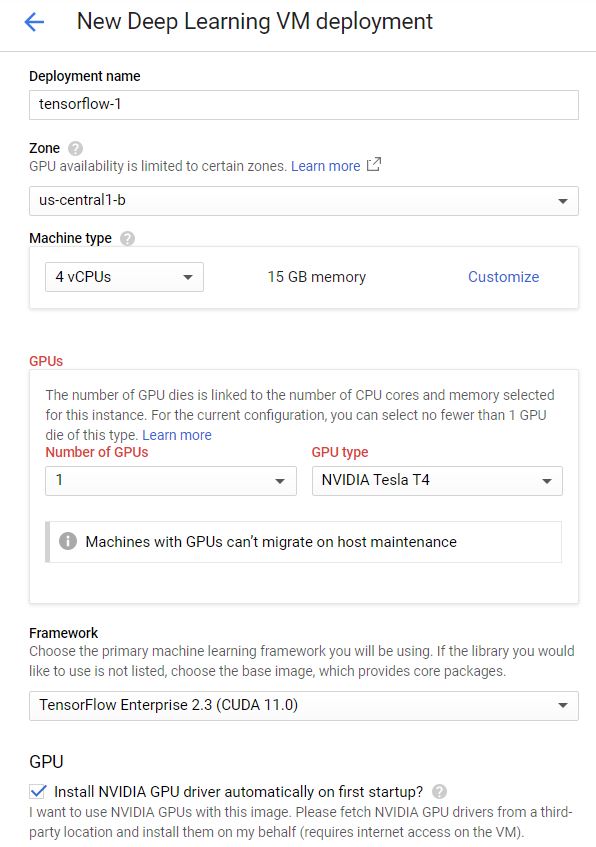 New Deep Learning VM deployment
Deployment name
tensorflow-1
Zone ?
GPU availability is limited to certain zones. Learn more
us-central1-b
Machine type ?
4 vCPUs 15 GB memory Customize
GPUs
The number of GPU dies is linked to the number of CPU cores and memory selected
for this instance. For the current configuration, you can select no fewer than 1 GPU
die of this type. Learn more
Number of GPUs GPU type
1 NVIDIA Tesla T4
i Machines with GPUs can't migrate on host maintenance
Framework
Choose the primary machine learning framework you will be using. If the library you would
like to use is not listed, choose the base image, which provides core packages.
TensorFlow Enterprise 2.3 (CUDA 11.0)
GPU
Install NVIDIA GPU driver automatically on first startup? ?
I want to use NVIDIA GPUs with this image. Please fetch NVIDIA GPU drivers from a third-
party location and install them on my behalf (requires internet access on the VM).